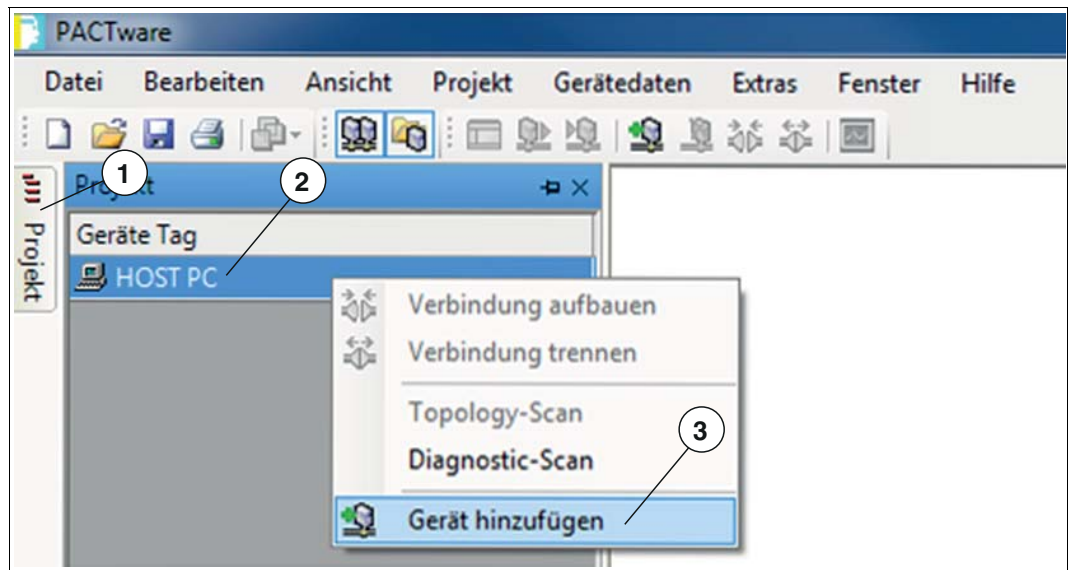 PACTware
Datei Bearbeiten Ansicht Projekt Gerätedaten Extras Fenster Hilfe
1
Projekt
2
Projekt
Geräte Tag
HOST PC
Verbindung aufbauen
Verbindung trennen
Topology-Scan
3
Diagnostic-Scan
Gerät hinzufügen